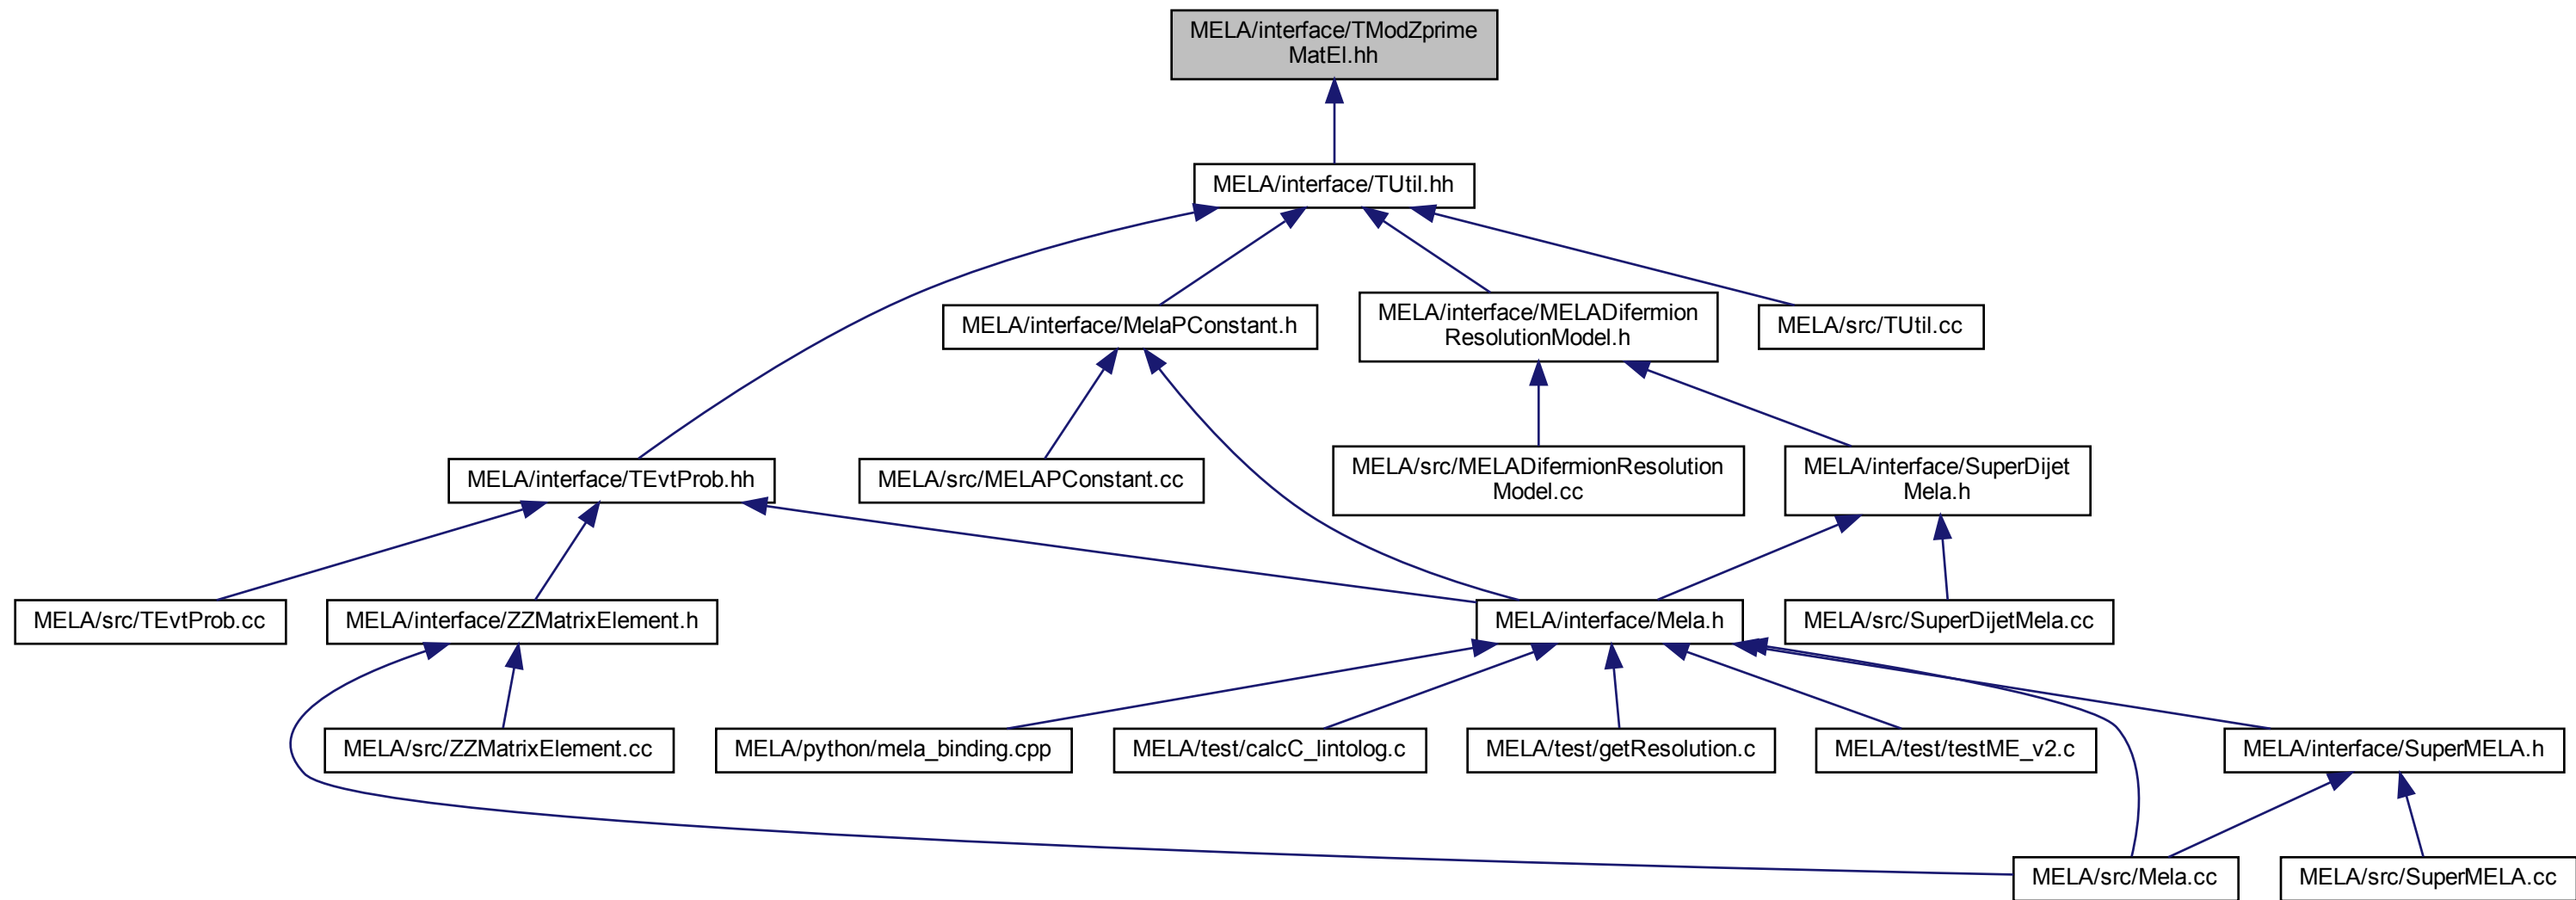 MELA/interface/TModZprime
MatEl.hh
MELA/interface/TUtil.hh
MELA/interface/MelaPConstant.h
MELA/interface/MELADifermion
ResolutionModel.h
MELA/src/TUtil.cc
MELA/interface/TEvtProb.hh
MELA/src/MELAPConstant.cc
MELA/src/MELADifermionResolution
Model.cc
MELA/interface/SuperDijet
Mela.h
MELA/src/TEvtProb.cc
MELA/interface/ZZMatrixElement.h
MELA/interface/Mela.h
MELA/src/SuperDijetMela.cc
MELA/src/ZZMatrixElement.cc
MELA/python/mela_binding.cpp
MELA/test/calcC_lintolog.c
MELA/test/getResolution.c
MELA/test/testME_v2.c
MELA/interface/SuperMELA.h
MELA/src/Mela.cc
MELA/src/SuperMELA.cc